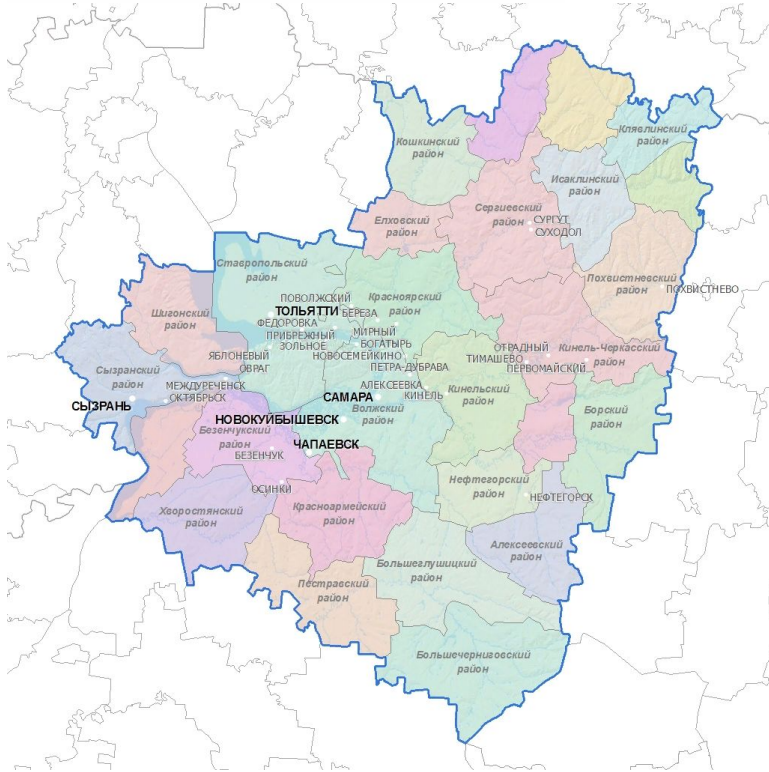 Клявлинский
район
Кошкинский
район
Исаклинский
район
Сергиевский
район
СУРГУТ
СУХОДОЛ
Елховский
район
Ставропольский
район
Похвистневский
район
ПОХВИСТНЕВО
ПОВОЛЖСКИЙ
Красноярский
район
ТОЛЬЯТТИ
БЕРЕЗА
Шигонский
район
ФЕДОРОВКА
МИРНЫЙ
ПРИБРЕЖНЫЙ
БОГАТЫРЬ
ЗОЛЬНОЕ
ЯБЛОНЕВЫЙ
ОВРАГ
НОВОСЕМЕЙКИНО
ПЕТРА-ДУБРАВА
ОТРАДНЫЙ
ТИМАШЕВО
ПЕРВОМАЙСКИЙ
Кинель-Черкасский
район
Сызранский
район
МЕЖДУРЕЧЕНСК
ОКТЯБРЬСК
СЫЗРАНЬ
АЛЕКСЕЕВКА
КИНЕЛЬ
Кинельский
район
САМАРА
Волжский
район
Борский
район
НОВОКУЙБЫШЕВСК
Безенчукский
район
ЧАПАЕВСК
БЕЗЕНЧУК
ОСИНКИ
Нефтегорский
район
НЕФТЕГОРСК
Хворостянский
район
Красноармейский
район
Алексеевский
район
Большеглушицкий
район
Пестравский
район
Большечерниговский
район